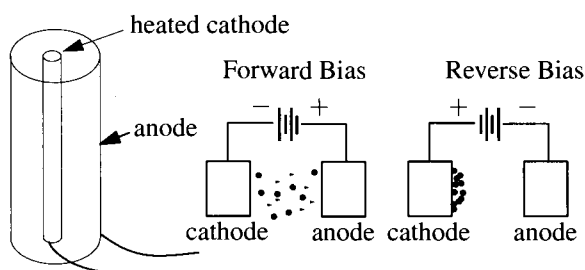 heated cathode
anode
Forward Bias
− +
cathode anode
Reverse Bias
+ −
cathode anode